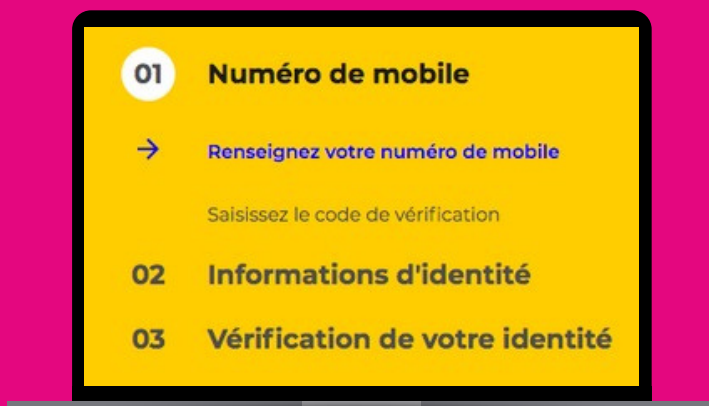 01 Numéro de mobile
→ Renseignez votre numéro de mobile
Saisissez le code de vérification
02 Informations d'identité
03 Vérification de votre identité